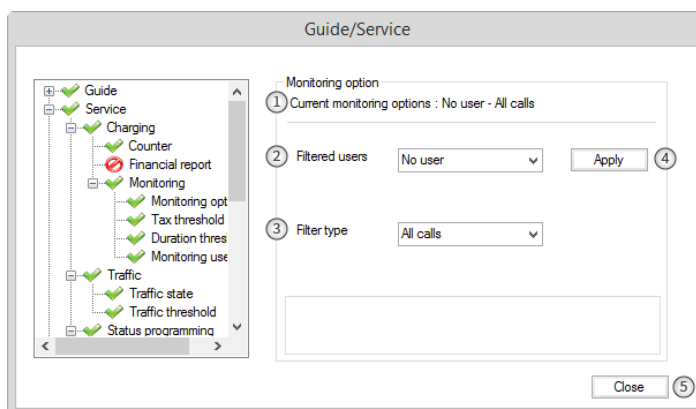 Guide/Service
Guide
Service
Charging
Counter
Financial report
Monitoring
Monitoring opt
Tax threshold
Duration thres
Monitoring use
Traffic
Traffic state
Traffic threshold
Status programming
Monitoring option
1 Current monitoring options : No user - All calls
2 Filtered users No user Apply 4
3 Filter type All calls
Close 5